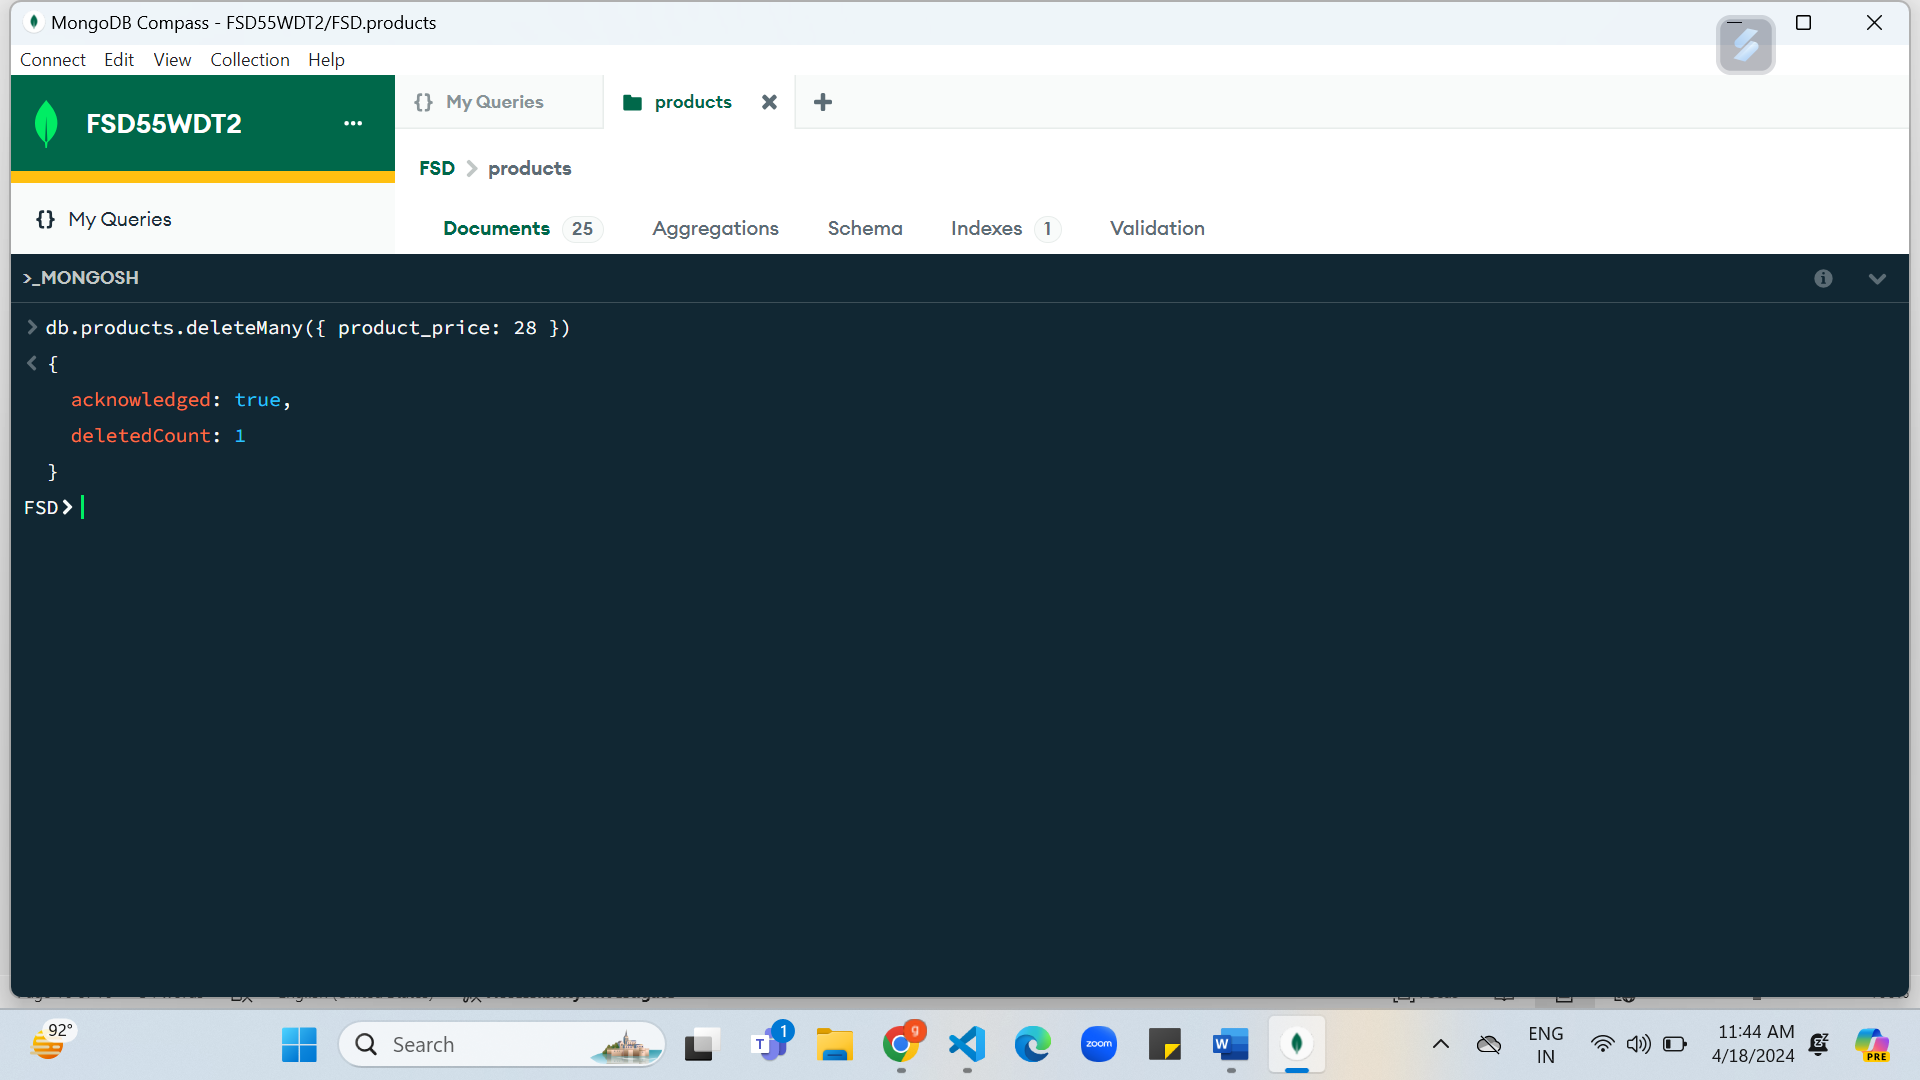 MongoDB Compass - FSD55WDT2/FSD.products
Connect Edit View Collection Help
FSD55WDT2
My Queries
products
FSD
products
My Queries
Documents 25 Aggregations Schema Indexes 1 Validation
>_MONGOSH
db.products.deleteMany({ product_price: 28 })
{
acknowledged: true,
deletedCount: 1
}
FSD>
92°
Search
1
g
zoom
ENG
IN
11:44 AM
4/18/2024
PRE